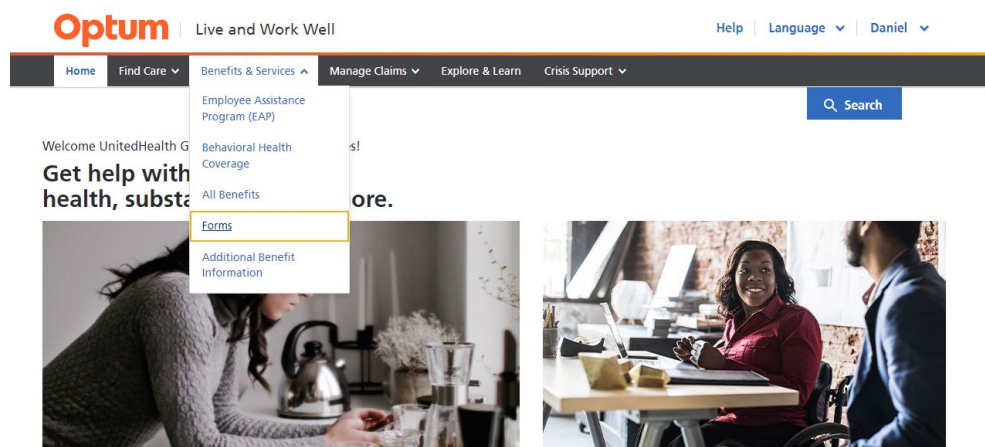 Optum Live and Work Well
Help Language Daniel
Home Find Care Benefits & Services Manage Claims Explore & Learn Crisis Support
Employee Assistance
Program (EAP)
Behavioral Health
Coverage
All Benefits
Forms
Additional Benefit
Information
Search
Welcome UnitedHealth
Get help with
health, ore.